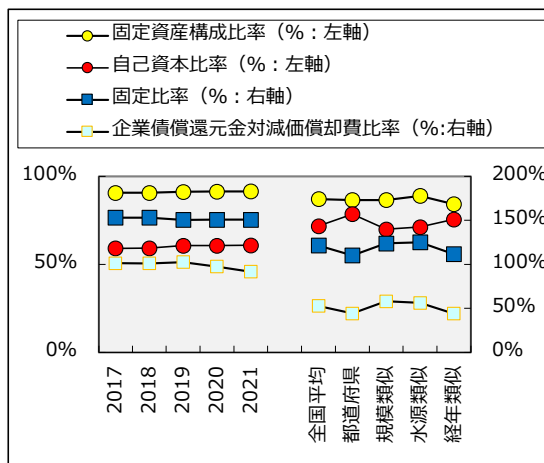 固定資産構成比率（%：左軸）
自己資本比率（%：左軸）
固定比率（%：右軸）
企業債償還元金対減価償却費比率（%:右軸）
100%
200%
150%
50%
100%
50%
0%
0%
2017
2018
2019
2020
2021
全国平均
都道府県
規模類似
水源類似
経年類似